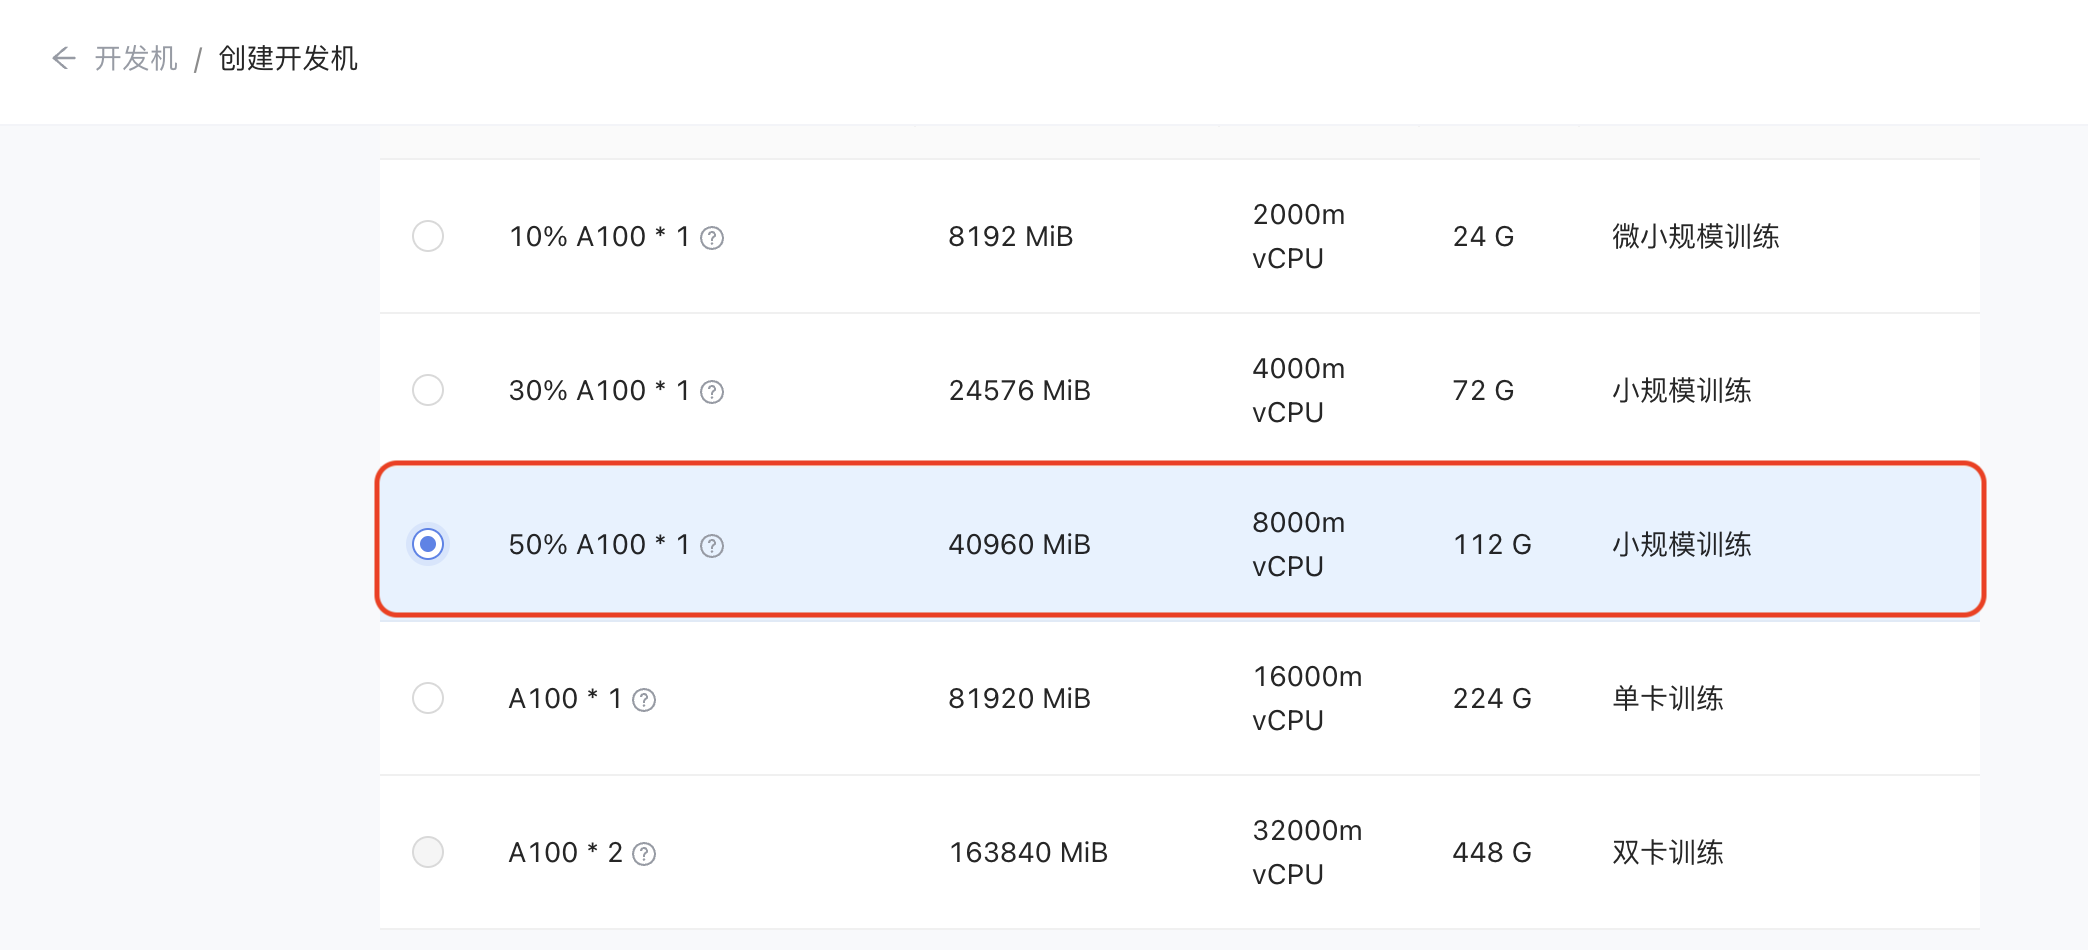 开发机 / 创建开发机
10% A100 * 1 8192 MiB 2000m vCPU 24 G 微小规模训练
30% A100 * 1 24576 MiB 4000m vCPU 72 G 小规模训练
50% A100 * 1 40960 MiB 8000m vCPU 112 G 小规模训练
A100 * 1 81920 MiB 16000m vCPU 224 G 单卡训练
A100 * 2 163840 MiB 32000m vCPU 448 G 双卡训练